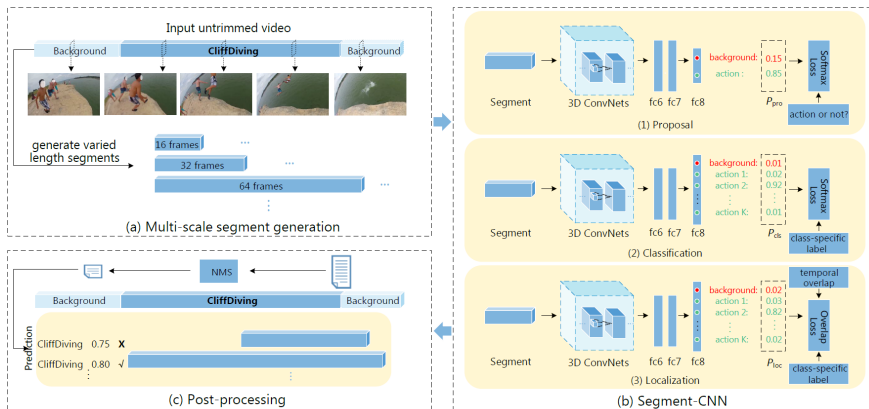 Input untrimmed video
Background
CliffDiving
Background
generate varied
length segments
16 frames
...
32 frames
...
64 frames
...
(a) Multi-scale segment generation
Segment
3D ConvNets
fc6
fc7
fc8
background:
0.15
action :
0.85
Ppro
Softmax
Loss
action or not?
(1) Proposal
Segment
3D ConvNets
fc6
fc7
fc8
background:
0.01
action 1:
0.02
action 2:
0.92
action K:
0.01
Pcls
Softmax
Loss
class-specific
label
(2) Classification
Segment
3D ConvNets
fc6
fc7
fc8
background:
0.02
action 1:
0.03
action 2:
0.82
action K:
0.02
Ploc
temporal
overlap
Overlap
Loss
class-specific
label
(3) Localization
(b) Segment-CNN
NMS
Background
CliffDiving
Background
Prediction
CliffDiving 0.75 X
CliffDiving 0.80 √
(c) Post-processing